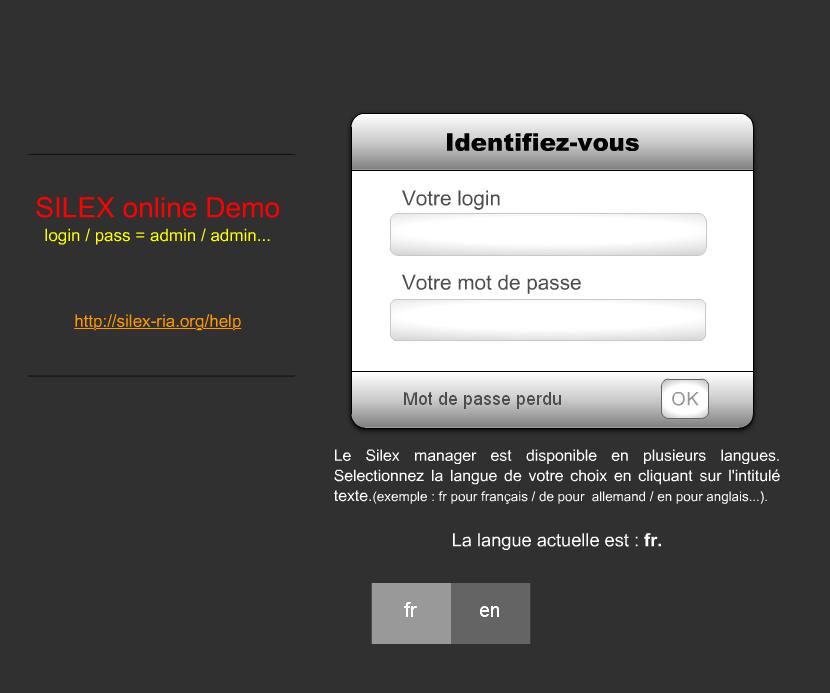 SILEX online Demo
login / pass = admin / admin...
http://silex-ria.org/help
Identifiez-vous
Votre login
Votre mot de passe
Mot de passe perdu
OK
Le Silex manager est disponible en plusieurs langues.
Selectionnez la langue de votre choix en cliquant sur l'intitulé
texte.(exemple : fr pour français / de pour allemand / en pour anglais...).
La langue actuelle est : fr.
fr
en